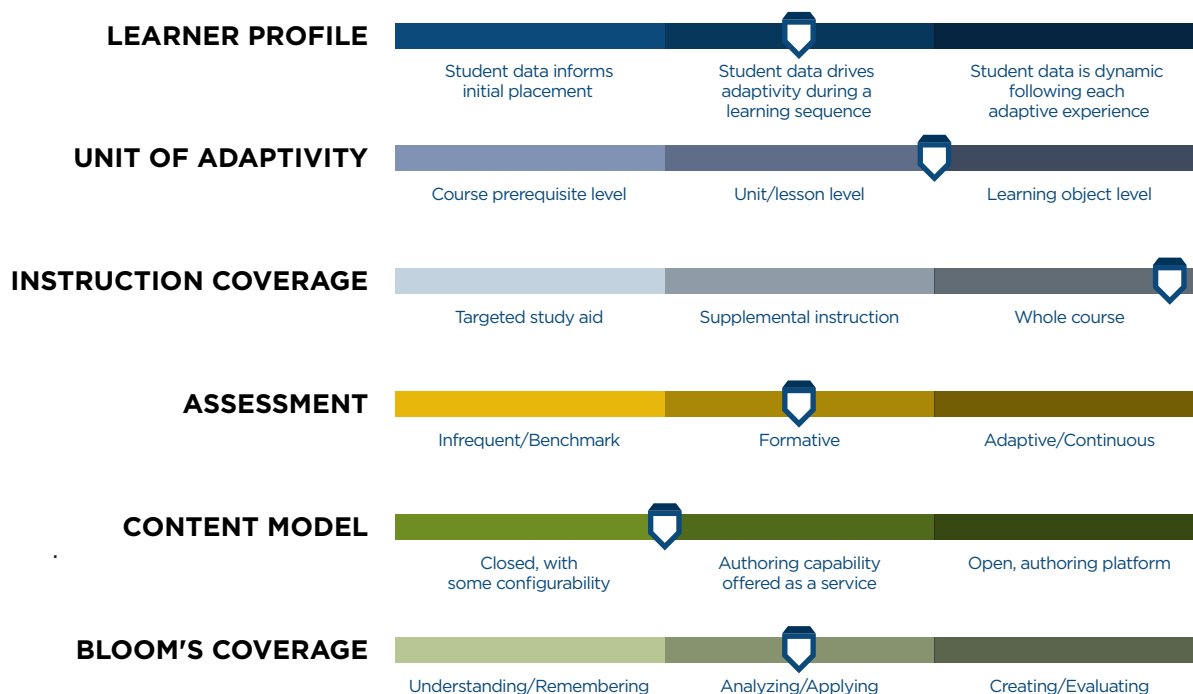 LEARNER PROFILE
Student data informs
initial placement
Student data drives
adaptivity during a
learning sequence
Student data is dynamic
following each
adaptive experience
UNIT OF ADAPTIVITY
Course prerequisite level
Unit/lesson level
Learning object level
INSTRUCTION COVERAGE
Targeted study aid
Supplemental instruction
Whole course
ASSESSMENT
Infrequent/Benchmark
Formative
Adaptive/Continuous
CONTENT MODEL
.
Closed, with
some configurability
Authoring capability
offered as a service
Open, authoring platform
BLOOM'S COVERAGE
Understanding/Remembering
Analyzing/Applying
Creating/Evaluating